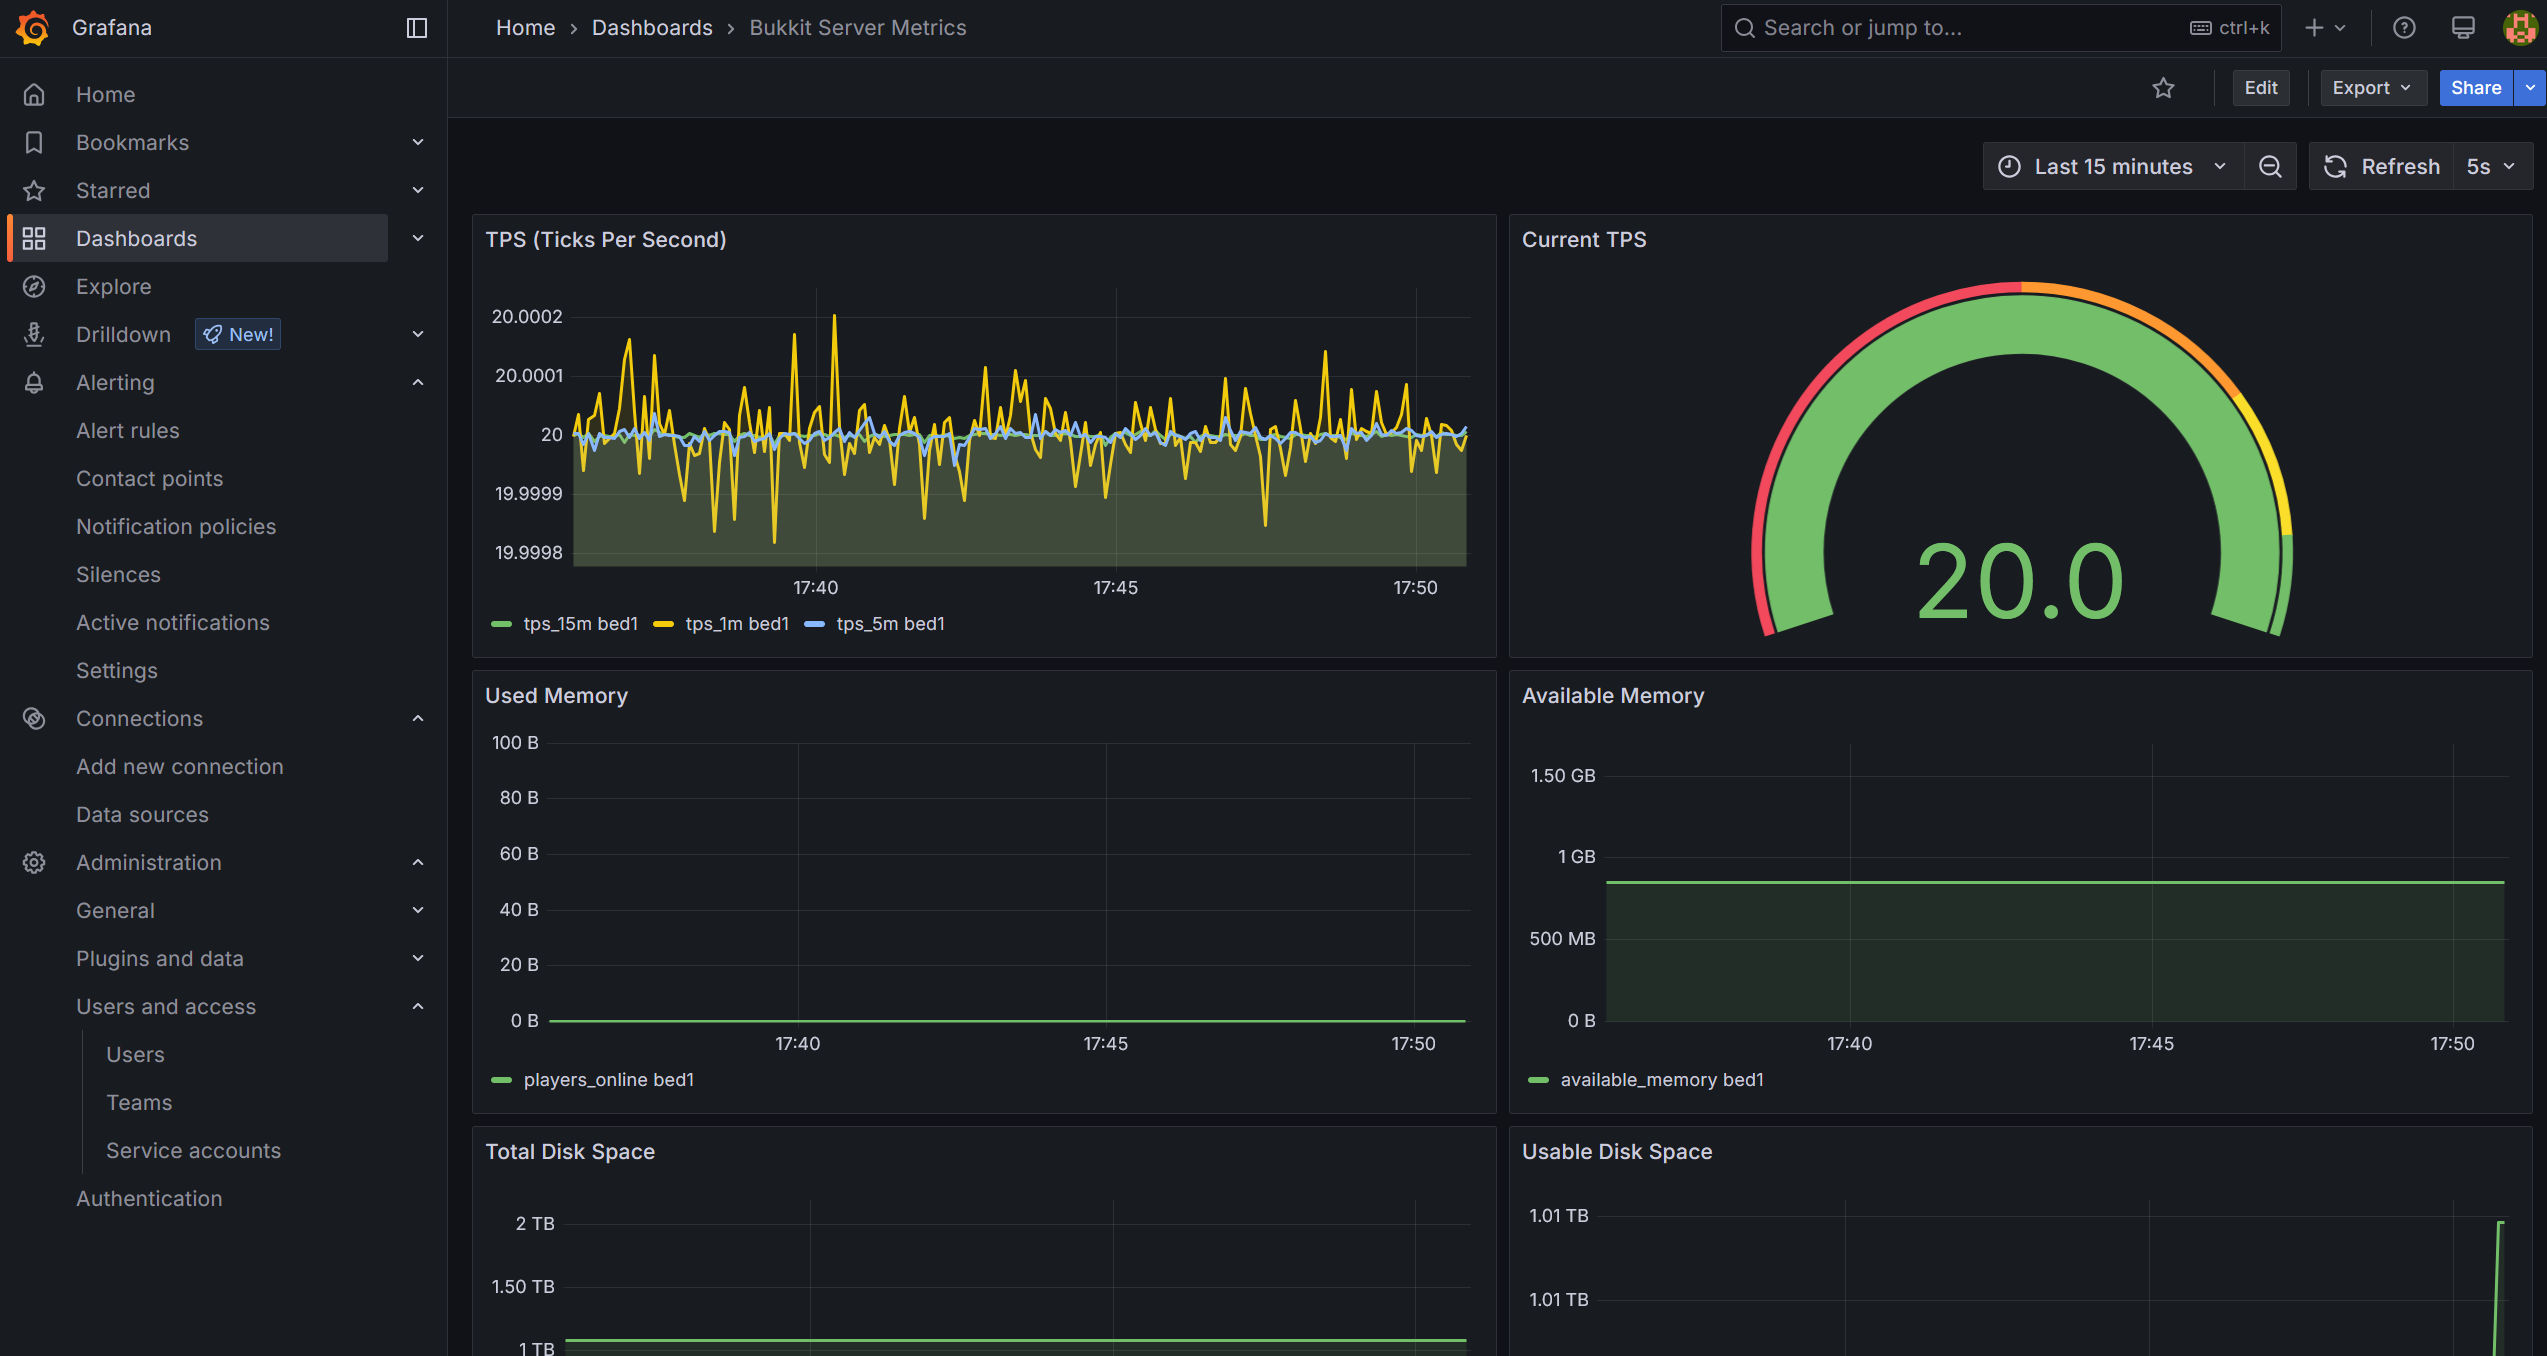 Grafana
Home › Dashboards › Bukkit Server Metrics
Search or jump to...
ctrl+k
Edit
Export
Share
Home
Bookmarks
Starred
Dashboards
Explore
Drilldown
New!
Alerting
Alert rules
Contact points
Notification policies
Silences
Active notifications
Settings
Connections
Add new connection
Data sources
Administration
General
Plugins and data
Users and access
Users
Teams
Service accounts
Authentication
Last 15 minutes
Refresh
5s
TPS (Ticks Per Second)
20.0002
20.0001
20
19.9999
19.9998
17:40 17:45 17:50
tps_15m bed1 tps_1m bed1 tps_5m bed1
Current TPS
20.0
Used Memory
100 B
80 B
60 B
40 B
20 B
0 B
17:40 17:45 17:50
players_online bed1
Available Memory
1.50 GB
1 GB
500 MB
0 B
17:40 17:45 17:50
available_memory bed1
Total Disk Space
2 TB
1.50 TB
1 TB
Usable Disk Space
1.01 TB
1.01 TB